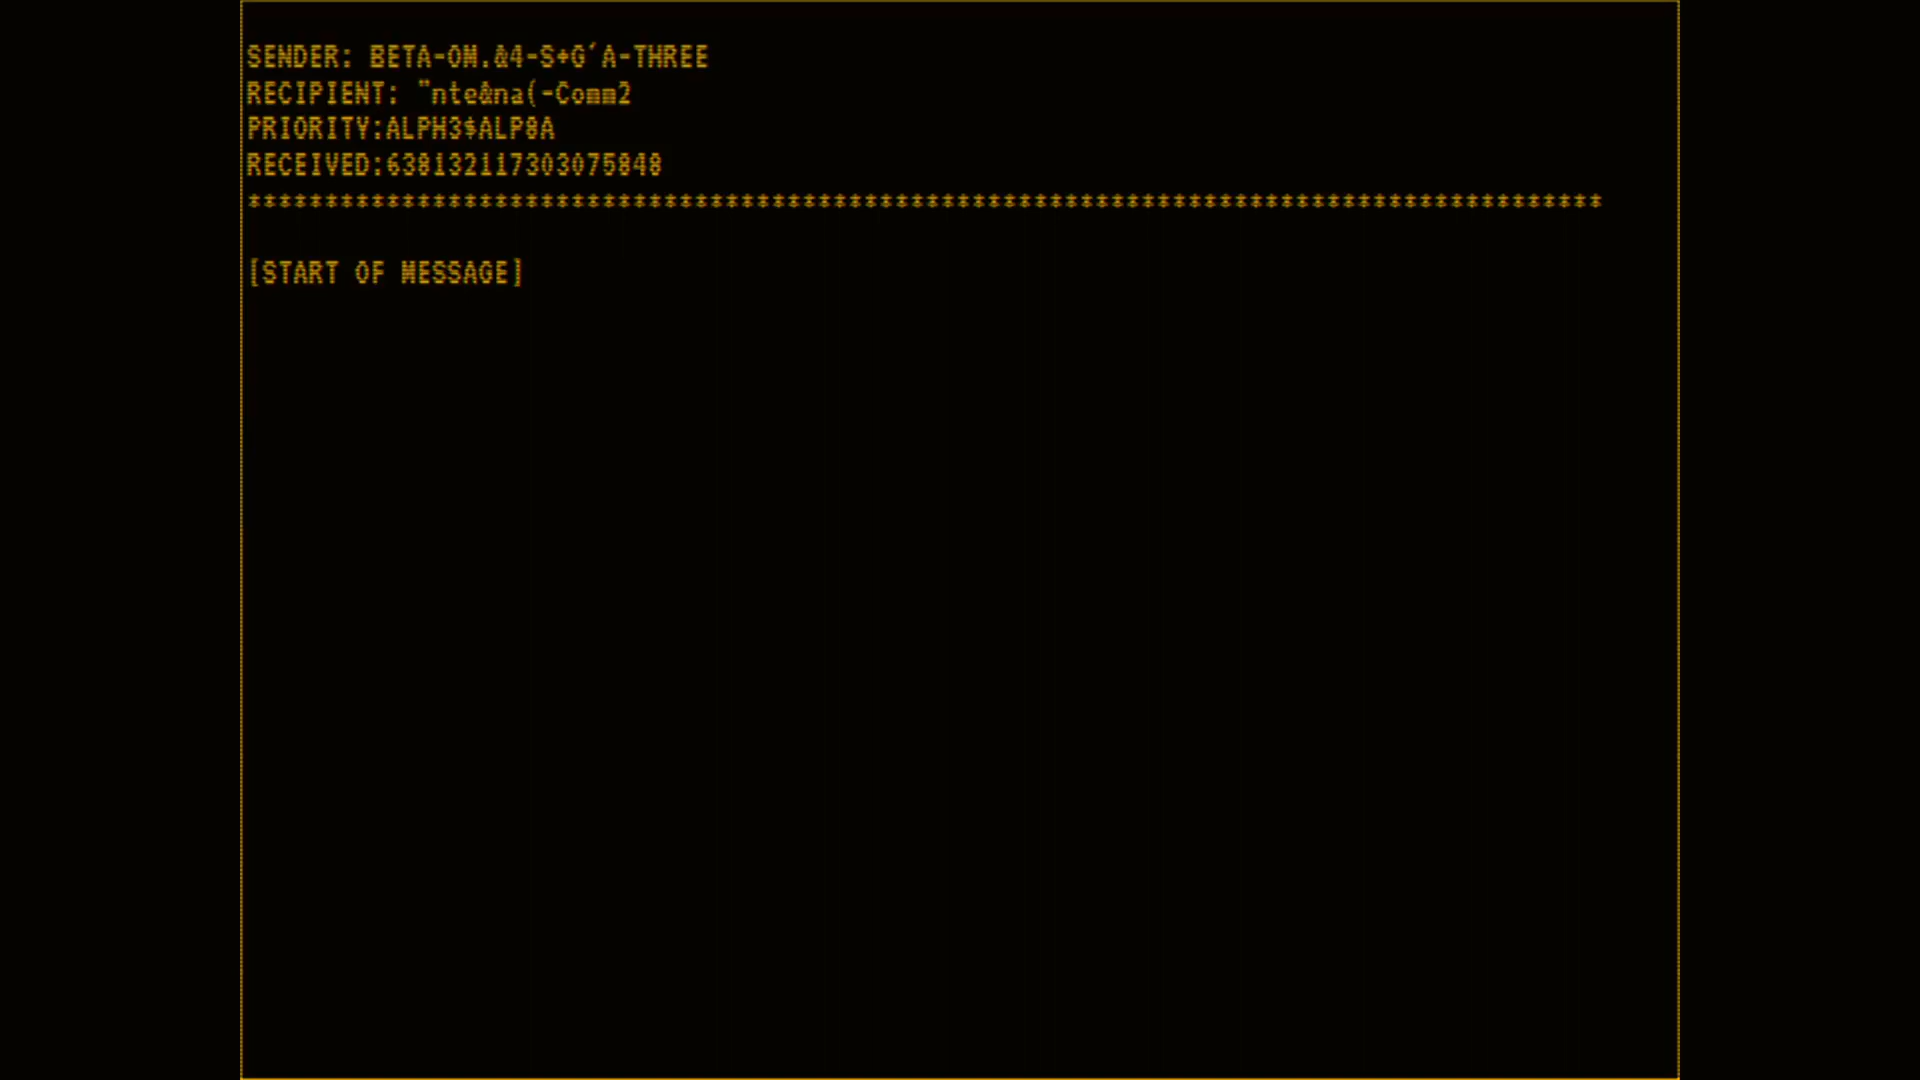 SENDER: BETA-OM.&4-S+G´A-THREE
RECIPIENT: "nte&na(-Comm2
PRIORITY:ALPH3$ALP8A
RECEIVED:638132117303075848
****************************************************************************************
[START OF MESSAGE]